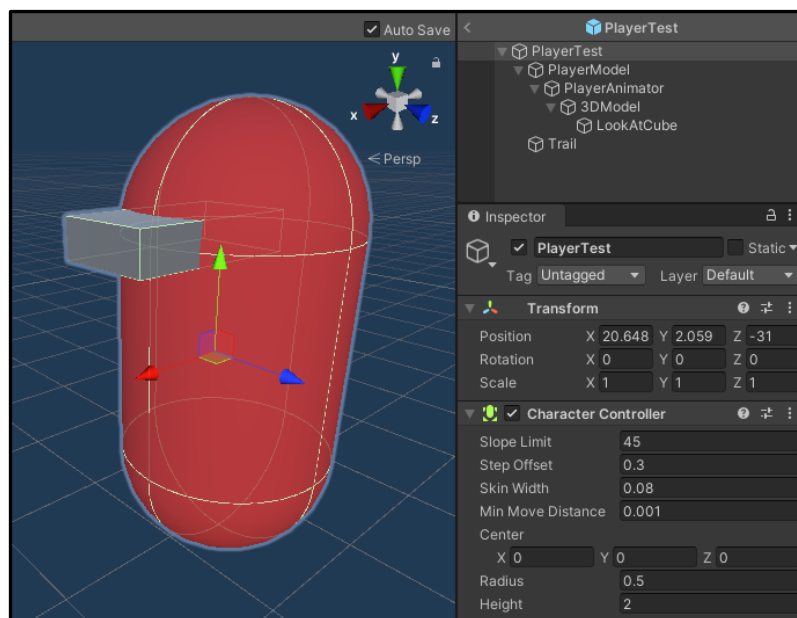 Auto Save
y
x
z
Persp
PlayerTest
PlayerTest
PlayerModel
PlayerAnimator
3DModel
LookAtCube
Trail
Inspector
PlayerTest Static
Tag Untagged Layer Default
Transform
Position X 20.648 Y 2.059 Z -31
Rotation X 0 Y 0 Z 0
Scale X 1 Y 1 Z 1
Character Controller
Slope Limit 45
Step Offset 0.3
Skin Width 0.08
Min Move Distance 0.001
Center
X 0 Y 0 Z 0
Radius 0.5
Height 2